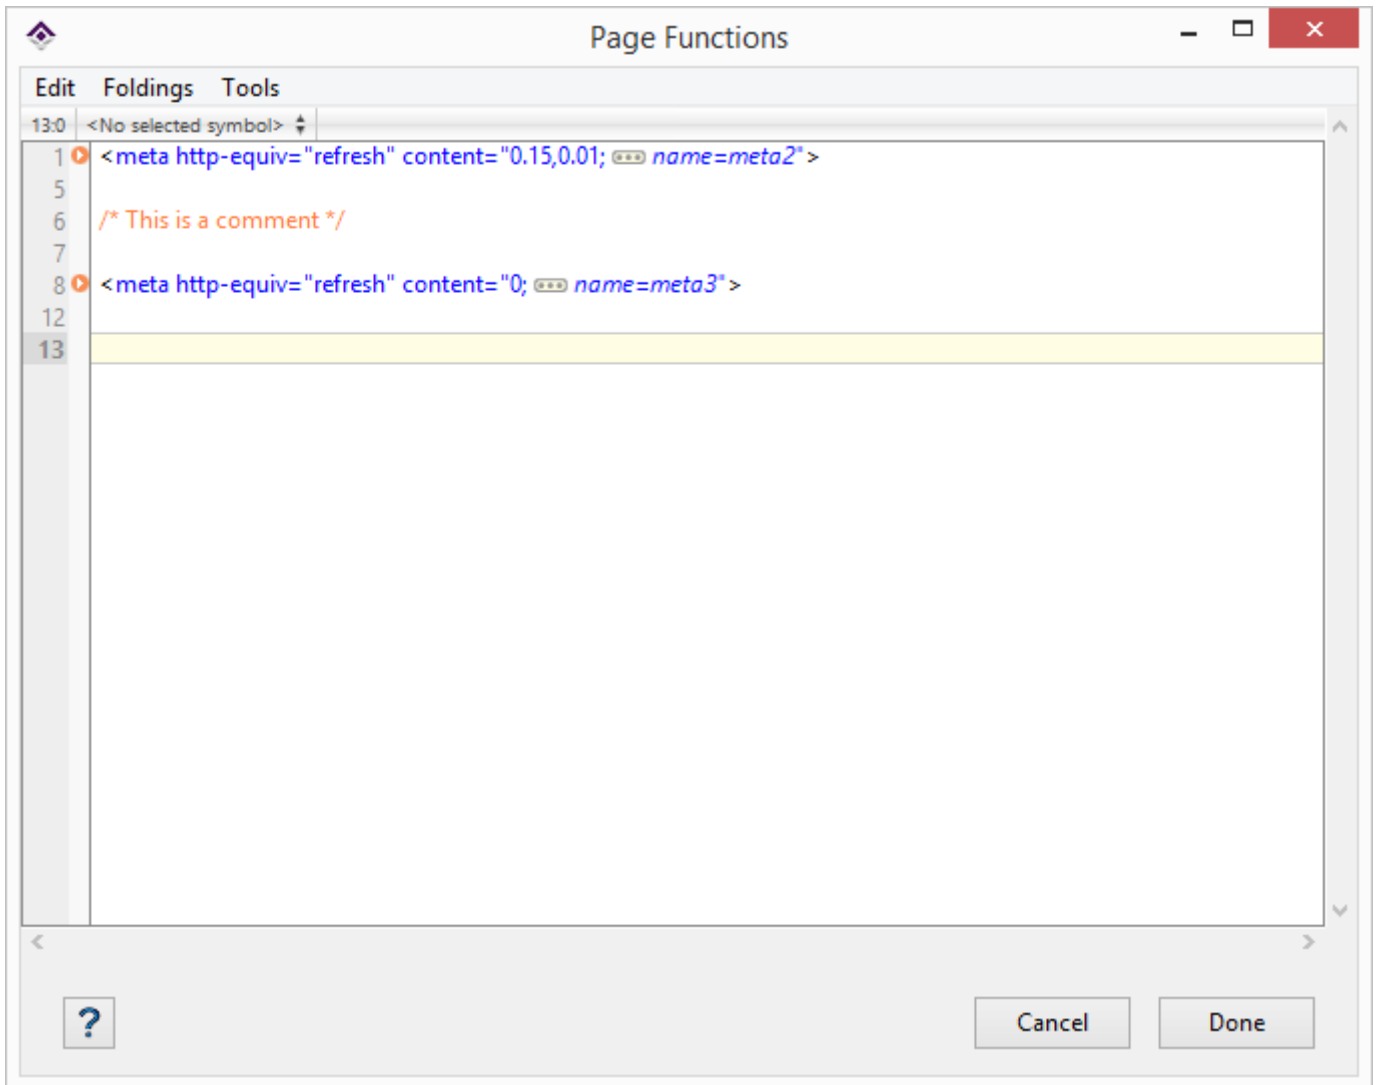 Page Functions
Edit Foldings Tools
13:0 <No selected symbol>
1 <meta http-equiv="refresh" content="0.15,0.01; name=meta2">
5
6 /* This is a comment */
7
8 <meta http-equiv="refresh" content="0; name=meta3">
12
13
? Cancel Done